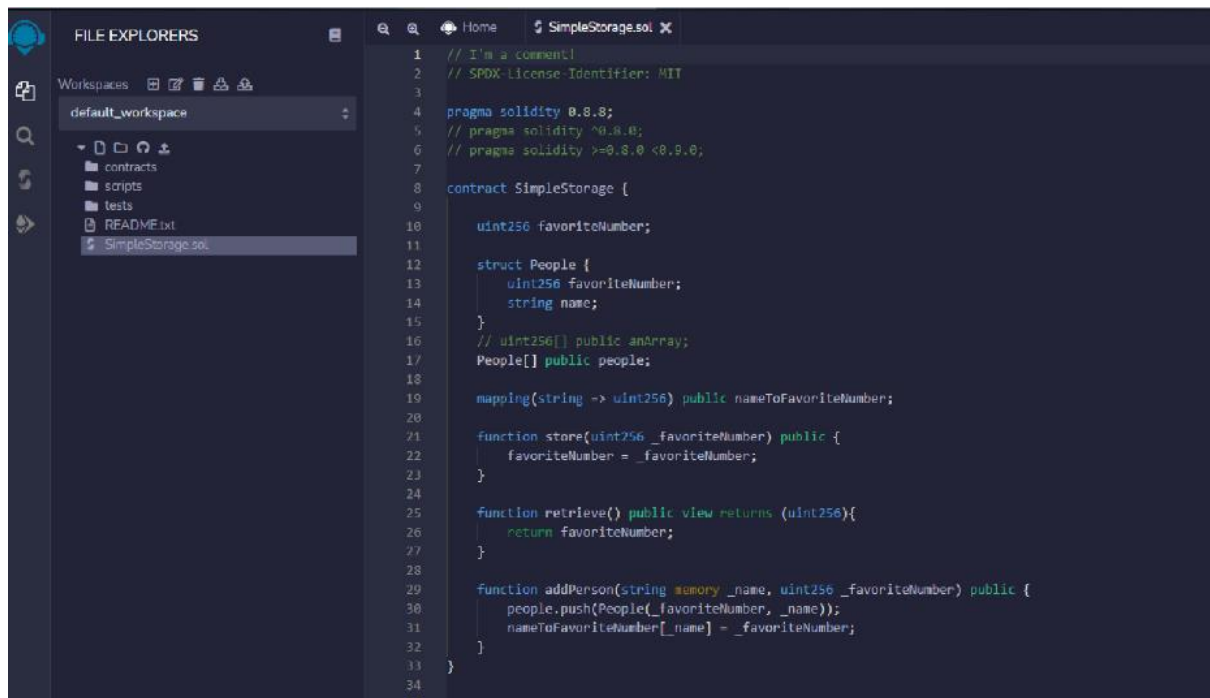 FILE EXPLORERS
Workspaces
default_workspace
contracts
scripts
tests
README.txt
SimpleStorage.sol
Home
SimpleStorage.sol
1 // I'm a comment!
2 // SPDX-License-Identifier: MIT
3
4 pragma solidity 0.8.8;
5 // pragma solidity ^0.8.0;
6 // pragma solidity >=0.8.0 <0.9.0;
7
8 contract SimpleStorage {
9
10 uint256 favoriteNumber;
11
12 struct People {
13 uint256 favoriteNumber;
14 string name;
15 }
16 // uint256[] public anArray;
17 People[] public people;
18
19 mapping(string => uint256) public nameToFavoriteNumber;
20
21 function store(uint256 _favoriteNumber) public {
22 favoriteNumber = _favoriteNumber;
23 }
24
25 function retrieve() public view returns (uint256){
26 return favoriteNumber;
27 }
28
29 function addPerson(string memory _name, uint256 _favoriteNumber) public {
30 people.push(People(_favoriteNumber, _name));
31 nameToFavoriteNumber[_name] = _favoriteNumber;
32 }
33 }
34